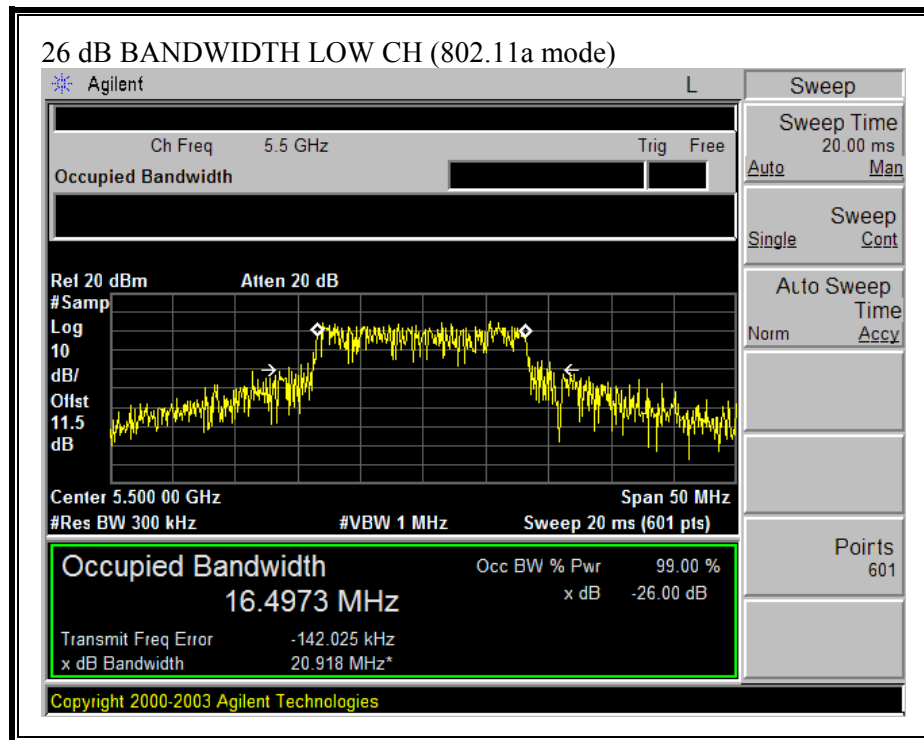 26 dB BANDWIDTH LOW CH (802.11a mode)
Agilent L
Ch Freq 5.5 GHz Trig Free
Occupied Bandwidth
Ref 20 dBm Atten 20 dB
#Samp
Log
10
dB/
Offst
11.5
dB
Center 5.500 00 GHz Span 50 MHz
#Res BW 300 kHz #VBW 1 MHz Sweep 20 ms (601 pts)
Occupied Bandwidth
16.4973 MHz
Occ BW % Pwr 99.00 %
x dB -26.00 dB
Transmit Freq Error -142.025 kHz
x dB Bandwidth 20.918 MHz*
Copyright 2000-2003 Agilent Technologies
Sweep
Sweep Time
20.00 ms
Auto Man
Sweep
Single Cont
Auto Sweep
Time
Norm Accy
Points
601